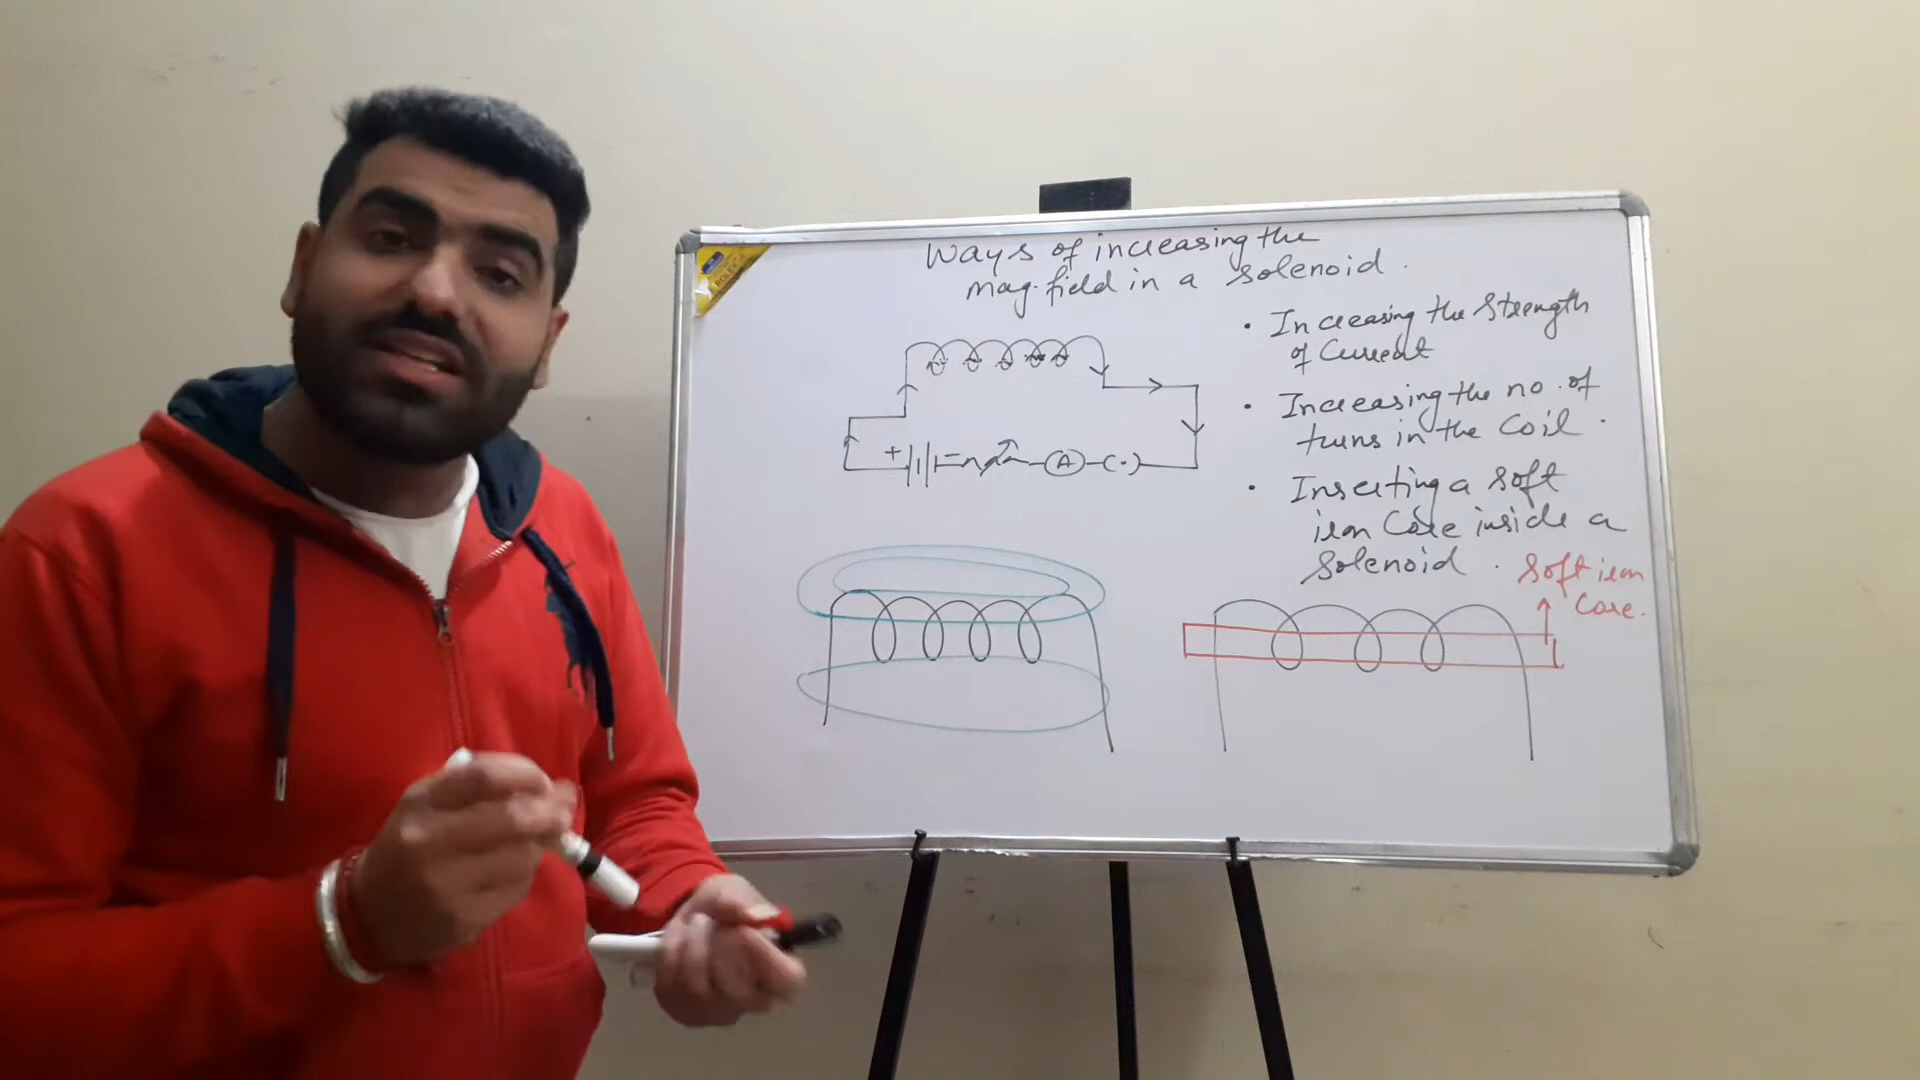 Ways of increasing the
mag. field in a solenoid.
• Increasing the strength
of Current
• Increasing the no. of
turns in the Coil.
• Inserting a soft
iron Core inside a
Solenoid.
soft iron
Core.
+
A
ROLEX